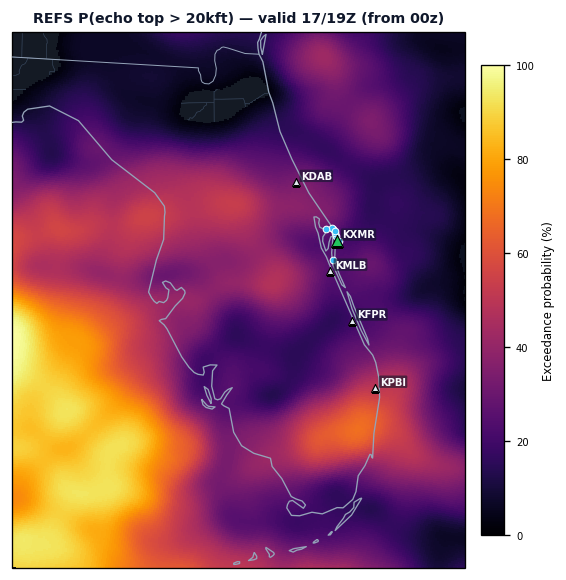 REFS P(echo top > 20kft) — valid 17/19Z (from 00z)
KDAB
KXMR
KMLB
KFPR
KPBI
100
80
60
40
20
0
Exceedance probability (%)